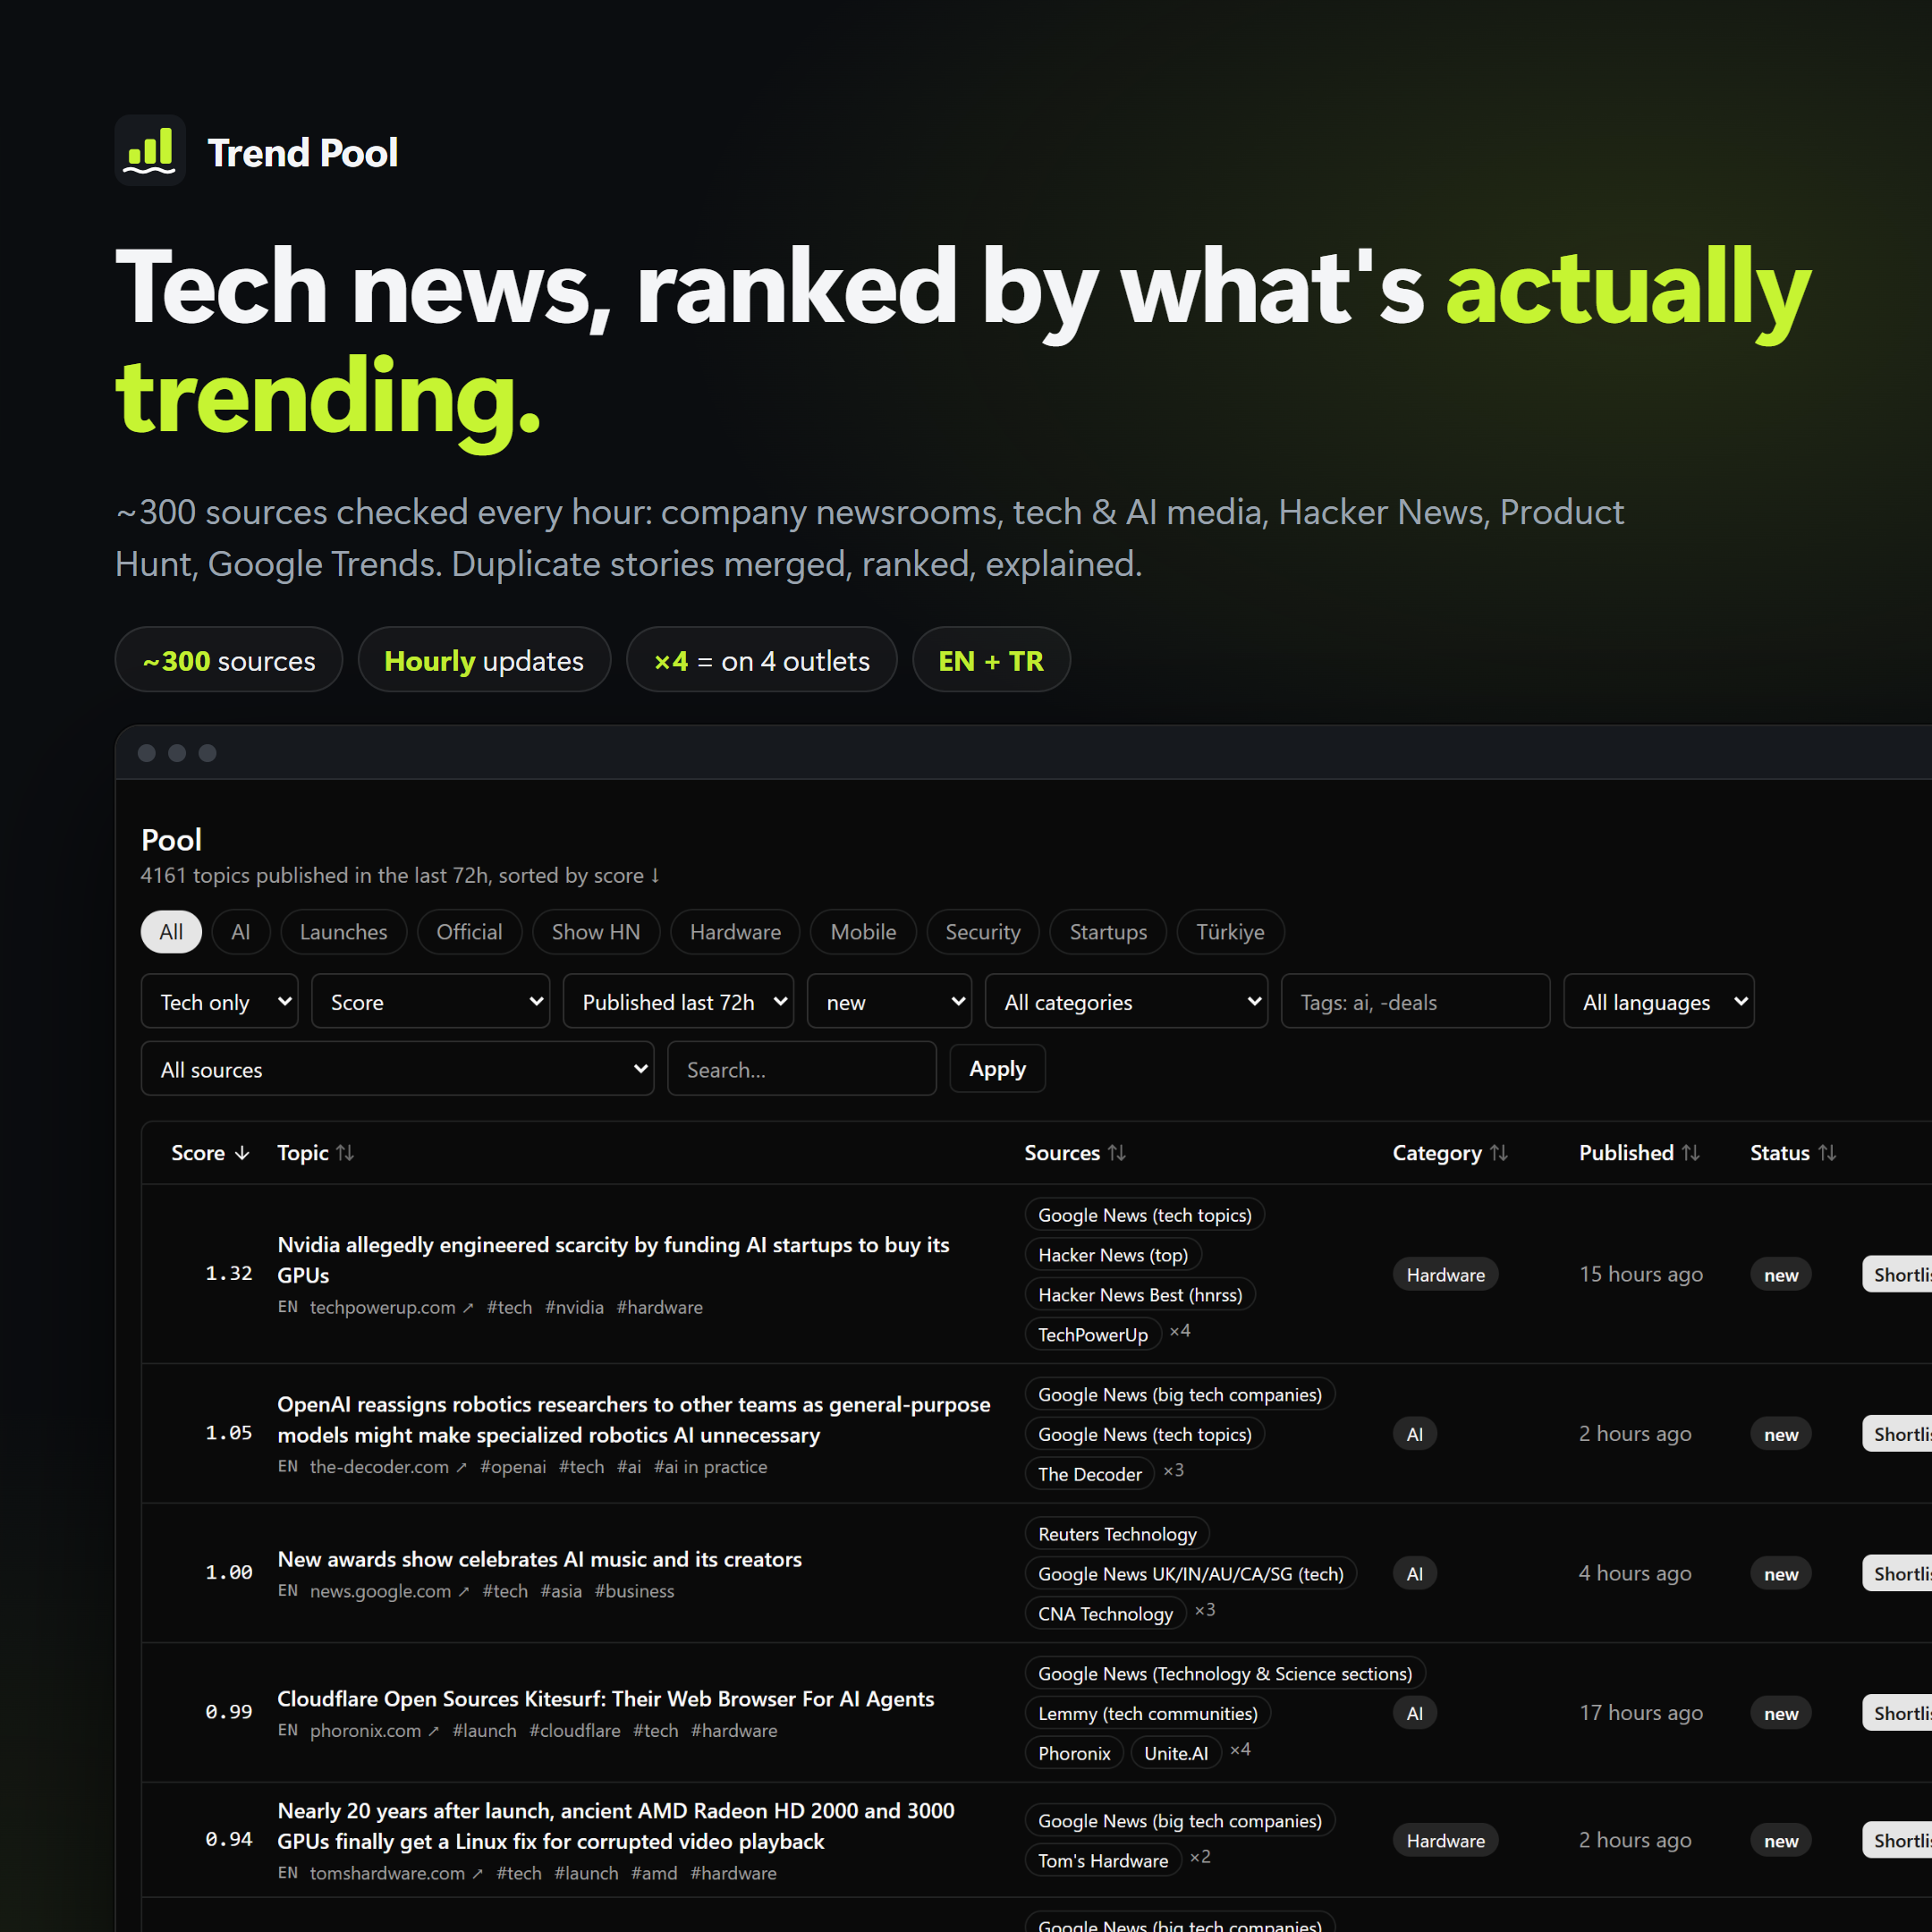 Trend Pool
Tech news, ranked by what's actually
trending.
~300 sources checked every hour: company newsrooms, tech & AI media, Hacker News, Product
Hunt, Google Trends. Duplicate stories merged, ranked, explained.
~300 sources
Hourly updates
×4 = on 4 outlets
EN + TR
Pool
4161 topics published in the last 72h, sorted by score ↓
All AI Launches Official Show HN Hardware Mobile Security Startups Türkiye
Tech only Score Published last 72h new All categories Tags: ai, -deals All languages
All sources Search... Apply
Score ↓ Topic ↑↓ Sources ↑↓ Category ↑↓ Published ↑↓ Status ↑↓
1.32
Nvidia allegedly engineered scarcity by funding AI startups to buy its
GPUs
EN techpowerup.com ↗ #tech #nvidia #hardware
Google News (tech topics)
Hacker News (top)
Hacker News Best (hnrss)
TechPowerUp ×4
Hardware
15 hours ago
new
Shortli
1.05
OpenAI reassigns robotics researchers to other teams as general-purpose
models might make specialized robotics AI unnecessary
EN the-decoder.com ↗ #openai #tech #ai #ai in practice
Google News (big tech companies)
Google News (tech topics)
The Decoder ×3
AI
2 hours ago
new
Shortli
1.00
New awards show celebrates AI music and its creators
EN news.google.com ↗ #tech #asia #business
Reuters Technology
Google News UK/IN/AU/CA/SG (tech)
CNA Technology ×3
AI
4 hours ago
new
Shortli
0.99
Cloudflare Open Sources Kitesurf: Their Web Browser For AI Agents
EN phoronix.com ↗ #launch #cloudflare #tech #hardware
Google News (Technology & Science sections)
Lemmy (tech communities)
Phoronix Unite.AI ×4
AI
17 hours ago
new
Shortli
0.94
Nearly 20 years after launch, ancient AMD Radeon HD 2000 and 3000
GPUs finally get a Linux fix for corrupted video playback
EN tomshardware.com ↗ #tech #launch #amd #hardware
Google News (big tech companies)
Tom's Hardware ×2
Hardware
2 hours ago
new
Shortli
Google News (big tech companies)